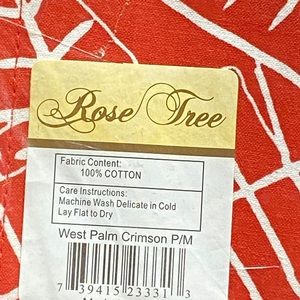 Rose Tree
Fabric Content:
100% COTTON
Care Instructions:
Machine Wash Delicate in Cold
Lay Flat to Dry
West Palm Crimson P/M
7 39415 23331 3